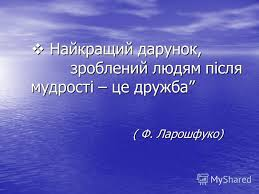 ❖ Найкращий дарунок,
зроблений людям після
мудрості – це дружба”
( Ф. Ларошфуко)
MyShared